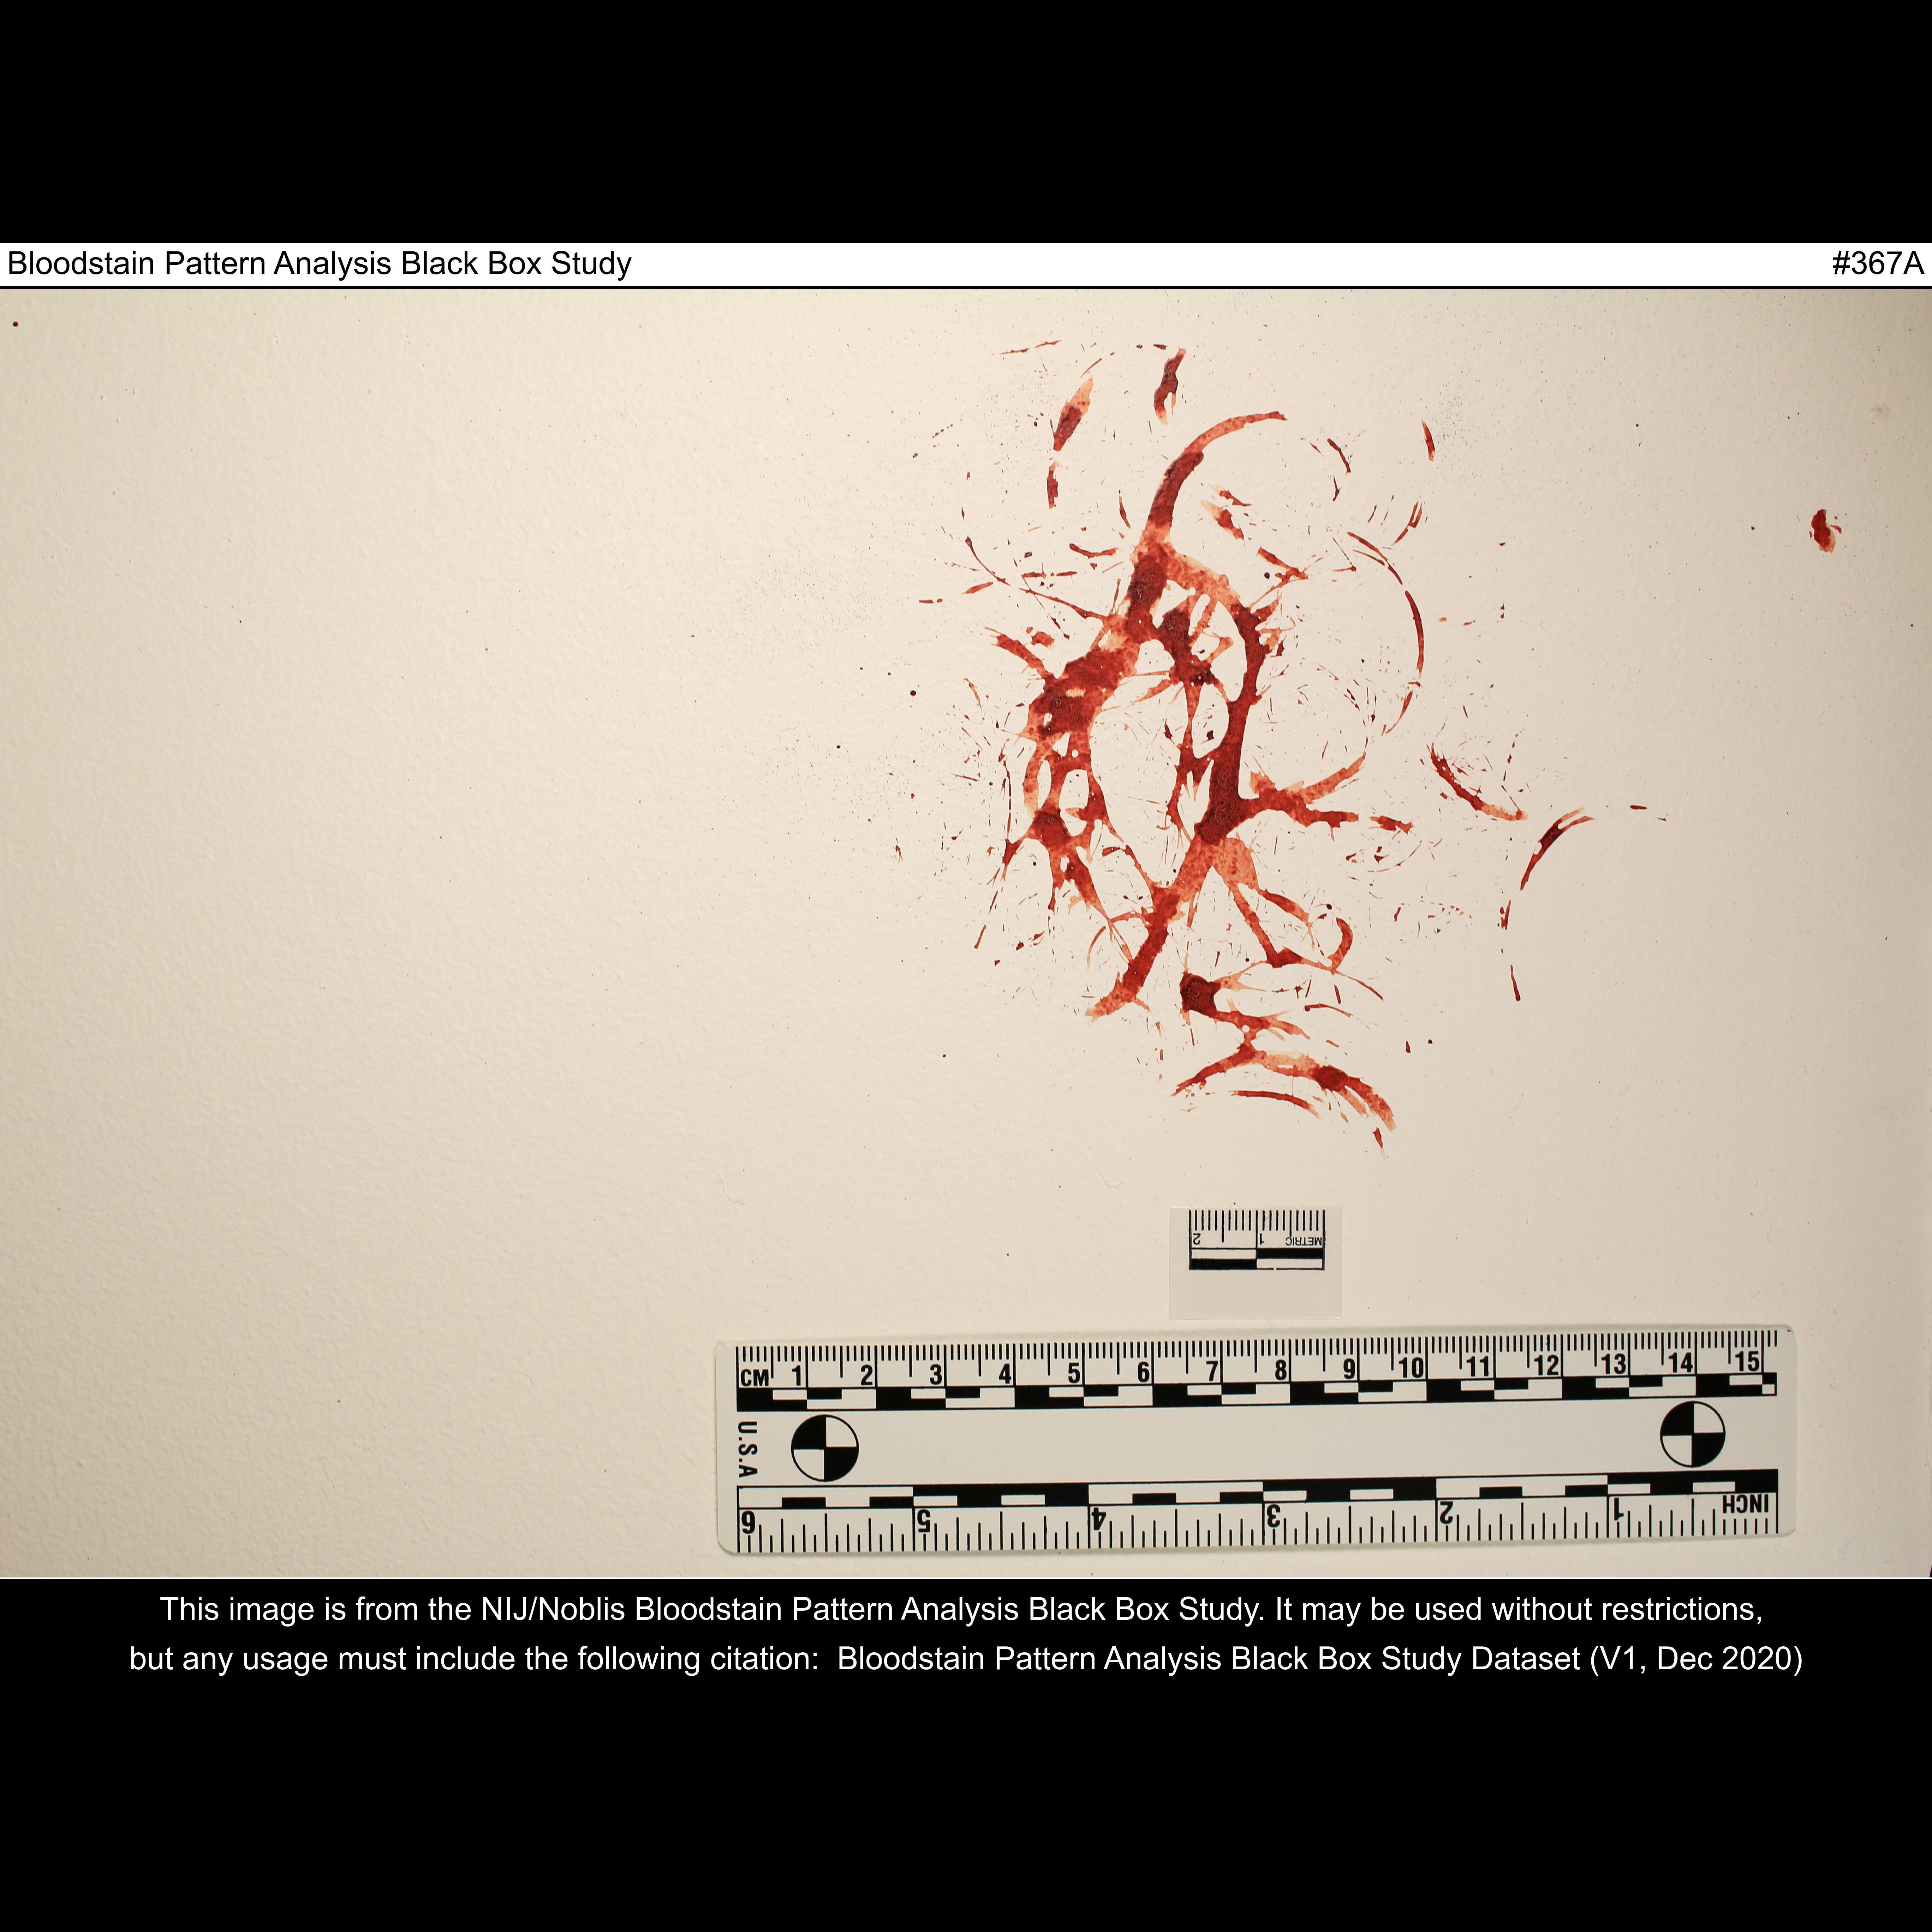 Bloodstain Pattern Analysis Black Box Study #367A
2 1 METRIC
CM 1 2 3 4 5 6 7 8 9 10 11 12 13 14 15
U.S.A
6 5 4 3 2 1 INCH
This image is from the NIJ/Noblis Bloodstain Pattern Analysis Black Box Study. It may be used without restrictions,
but any usage must include the following citation: Bloodstain Pattern Analysis Black Box Study Dataset (V1, Dec 2020)